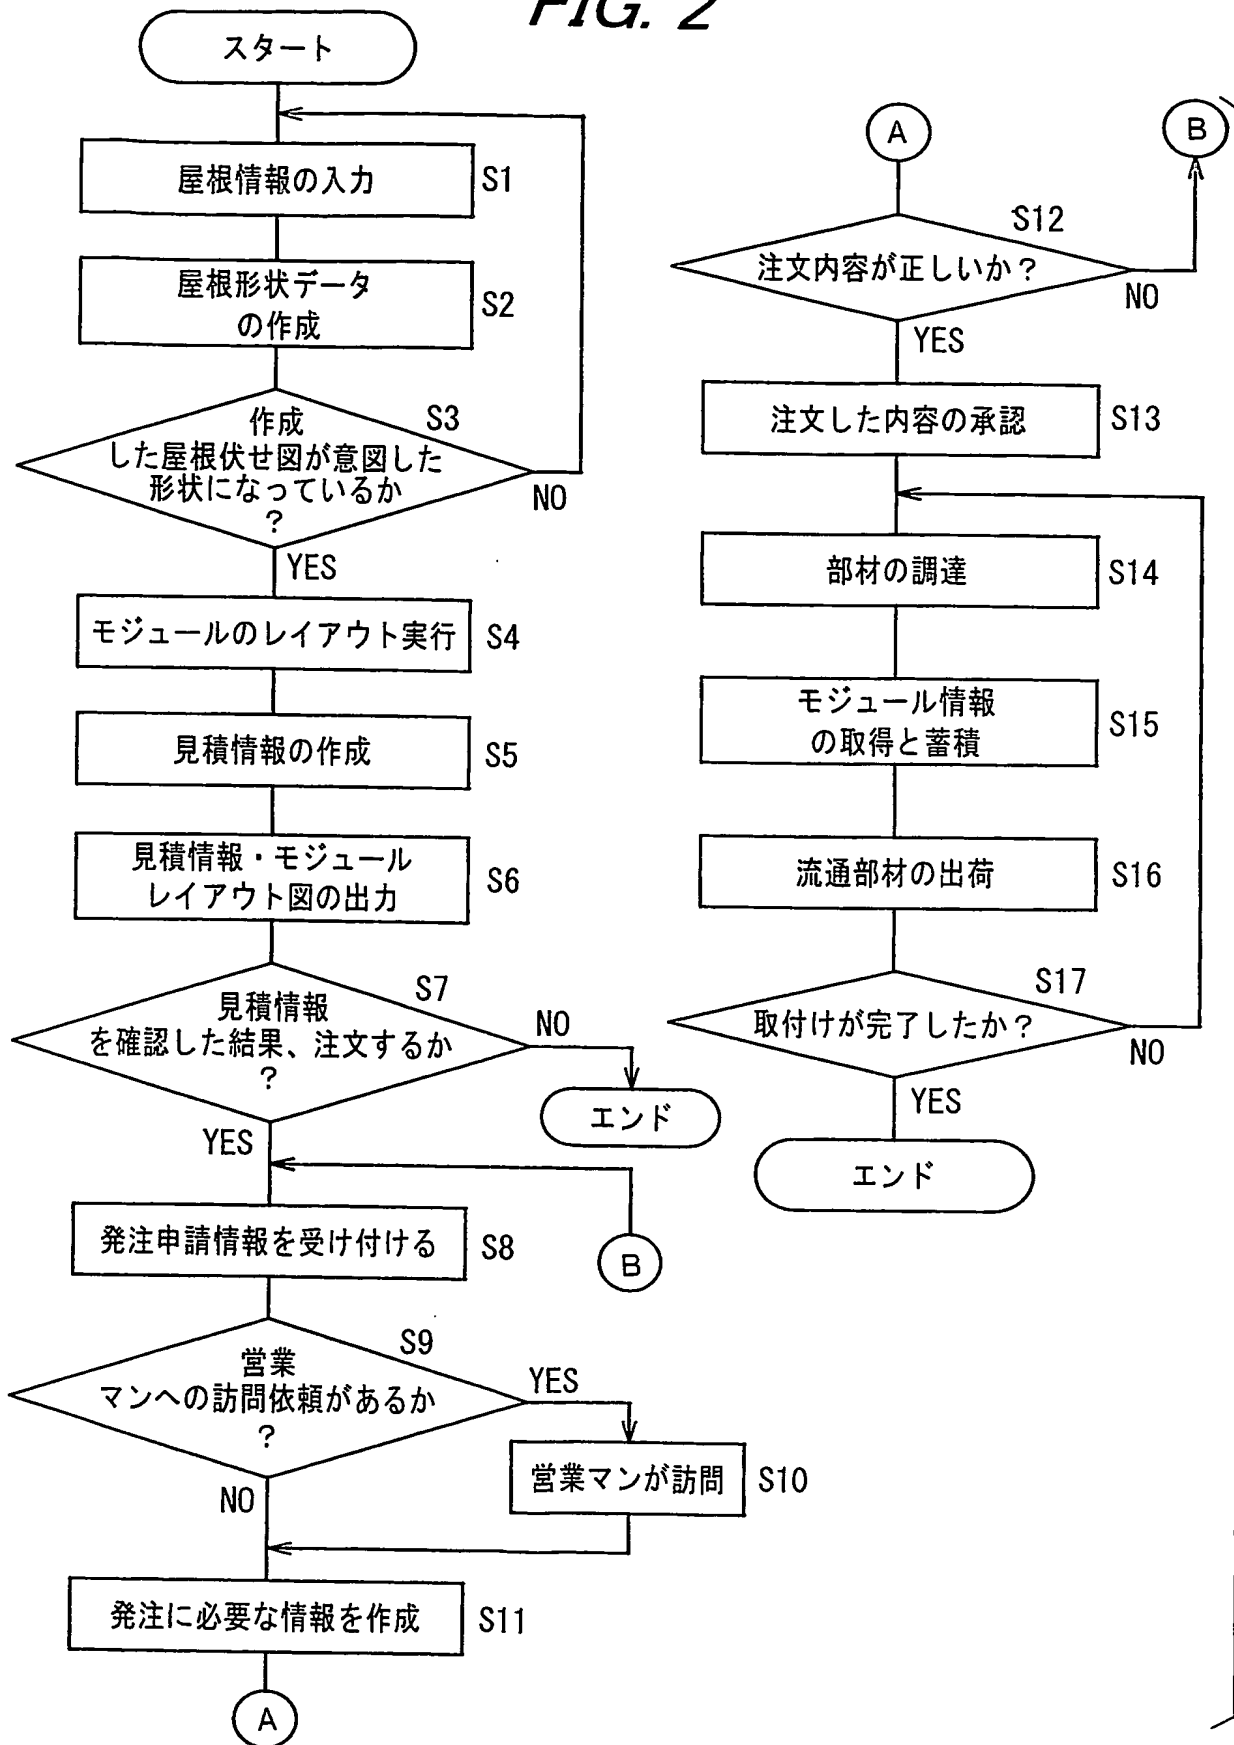 FIG. 2
スタート
屋根情報の入力
S1
屋根形状データ
の作成
S2
作成
した屋根伏せ図が意図した
形状になっているか
?
S3
NO
YES
モジュールのレイアウト実行
S4
見積情報の作成
S5
見積情報・モジュール
レイアウト図の出力
S6
見積情報
を確認した結果、注文するか
?
S7
NO
エンド
YES
発注申請情報を受け付ける
S8
B
営業
マンへの訪問依頼があるか
?
S9
YES
営業マンが訪問
S10
NO
発注に必要な情報を作成
S11
A
A
B
注文内容が正しいか?
S12
NO
YES
注文した内容の承認
S13
部材の調達
S14
モジュール情報
の取得と蓄積
S15
流通部材の出荷
S16
取付けが完了したか?
S17
NO
YES
エンド